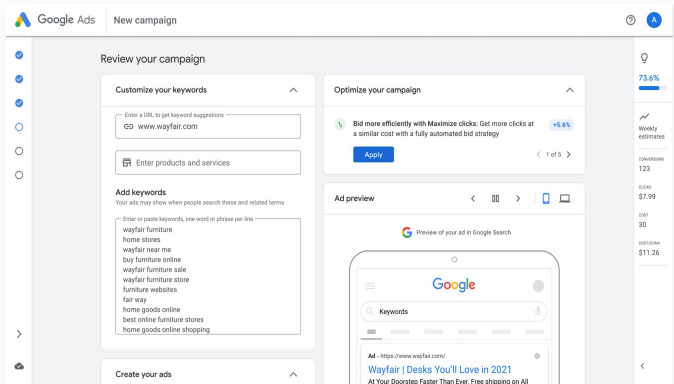 Google Ads
New campaign
A
Review your campaign
Customize your keywords
Enter a URL to get keyword suggestions
www.wayfair.com
Enter products and services
Add keywords
Your ads may show when people search these and related terms
Enter or paste keywords, one word or phrase per line
wayfair furniture
home stores
wayfair near me
buy furniture online
wayfair furniture sale
wayfair furniture store
furniture websites
fair way
home goods online
best online furniture stores
home goods online shopping
Create your ads
Optimize your campaign
Bid more efficiently with Maximize clicks: Get more clicks at
a similar cost with a fully automated bid strategy
+5.6%
Apply
1 of 5
Ad preview
Preview of your ad in Google Search
Google
Keywords
Ad - https://www.wayfair.com/
Wayfair | Desks You'll Love in 2021
At Your Doorstep Faster Than Ever. Free shipping on All
73.6%
Weekly
estimates
CONVERSIONS
123
CLICKS
$7.99
COST
30
COST/CONV
$11.26